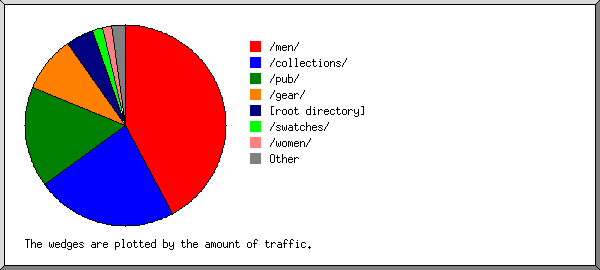 /men/
/collections/
/pub/
/gear/
[root directory]
/swatches/
/women/
Other
The wedges are plotted by the amount of traffic.